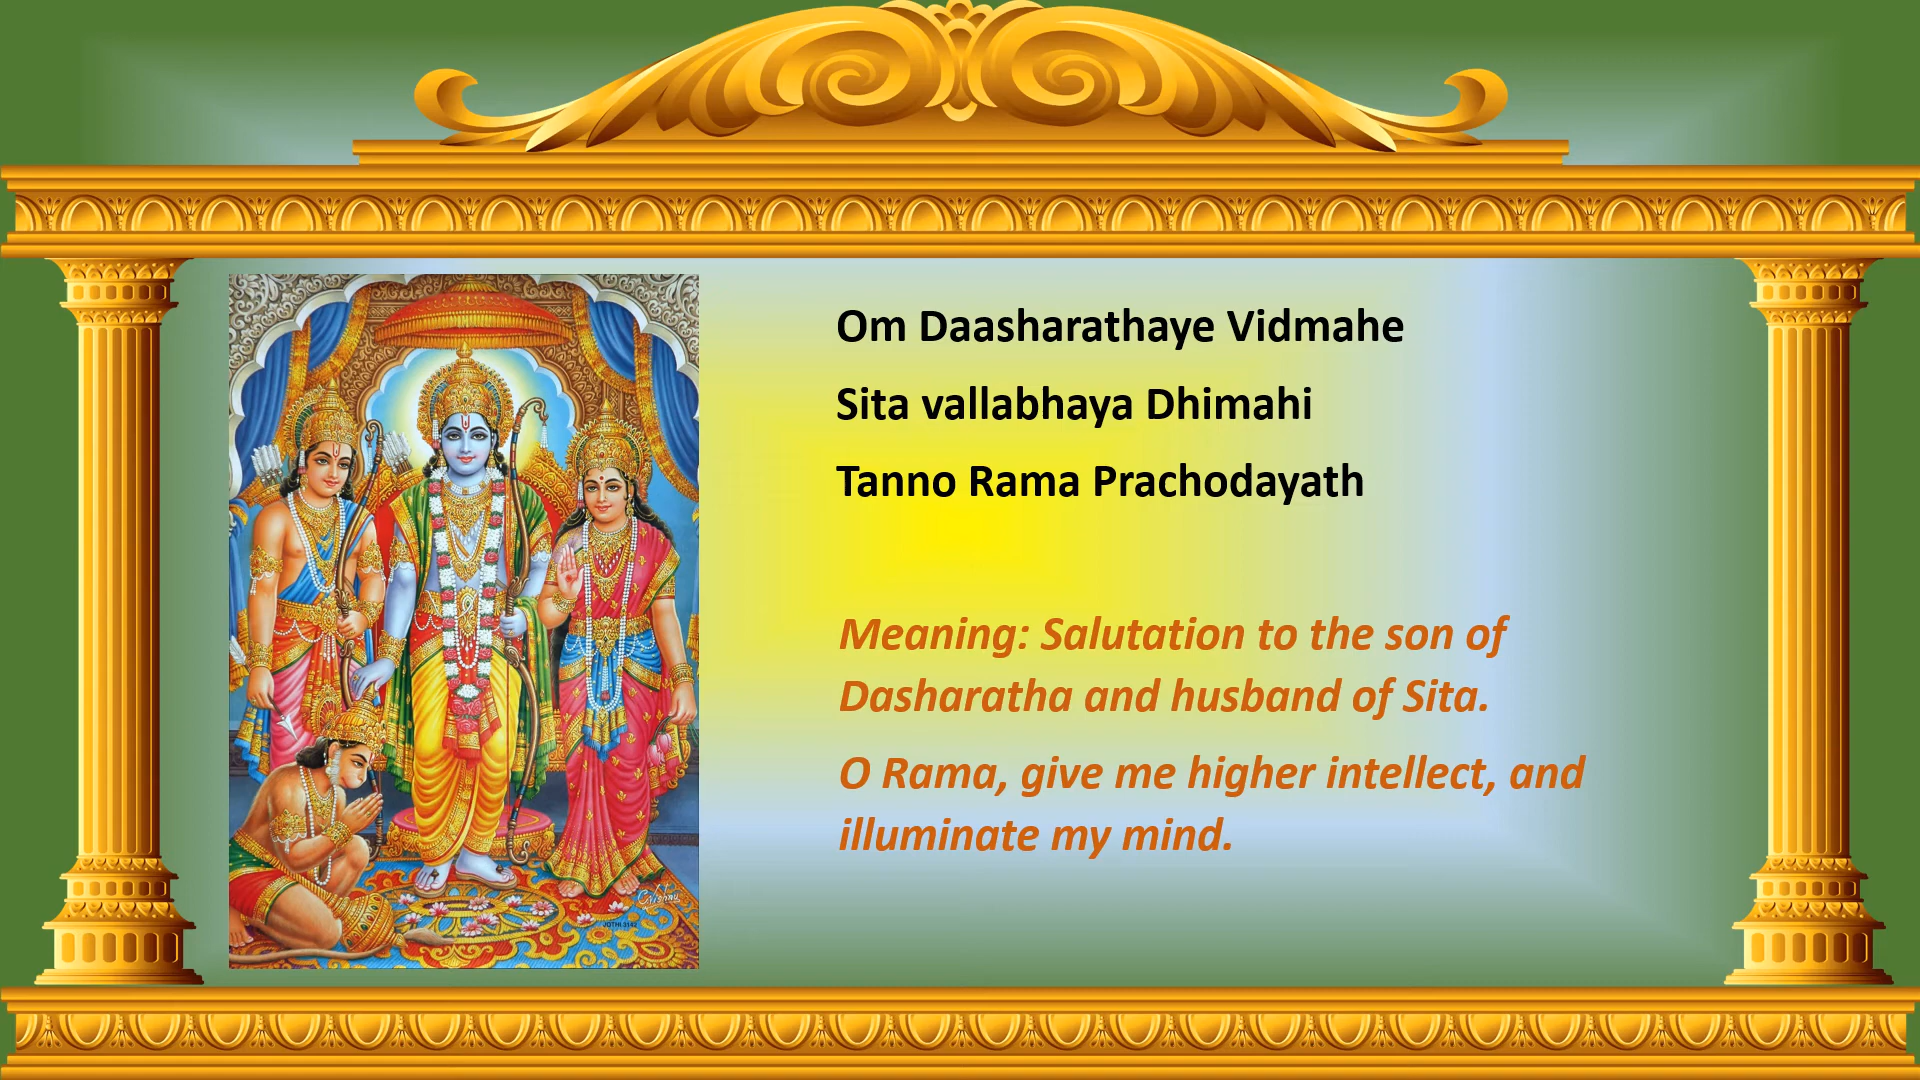 Om Daasharathaye Vidmahe
Sita vallabhaya Dhimahi
Tanno Rama Prachodayath
Meaning: Salutation to the son of
Dasharatha and husband of Sita.
O Rama, give me higher intellect, and
illuminate my mind.